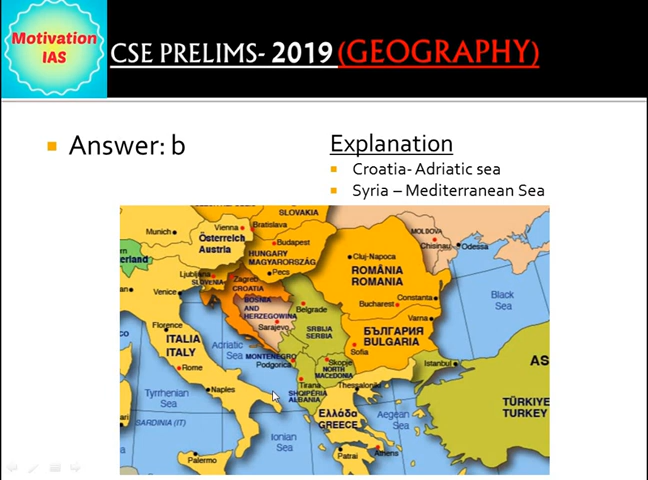 Motivation
IAS
CSE PRELIMS- 2019 (GEOGRAPHY)
Answer: b
Explanation
Croatia- Adriatic sea
Syria – Mediterranean Sea
SLOVAKIA
Munich
Vienna
Bratislava
Österreich
Austria
erland
Budapest
HUNGARY
MAGYARORSZÁG
Pecs
MOLDOVA
Chisinau
Odessa
Cluj-Napoca
ROMÂNIA
ROMANIA
Ljubljana
SLOVENIA
Zagreb
CROATIA
Venice
BOSNIA
AND
HERZEGOVINA
Sarajevo
Belgrade
Bucharest
Constanta
Black
Sea
Varna
Florence
ITALIA
ITALY
SRBIJA
SERBIA
БЪЛГАРИЯ
BULGARIA
Sofia
Adriatic
Sea
MONTENEGRO
Podgorica
Skopje
NORTH
MACEDONIA
Istanbul
AS
Rome
Naples
Tirana
SHQIPËRIA
ALBANIA
Thessaloniki
TÜRKIYE
TURKEY
Tyrrhenian
Sea
Ελλάδα
GREECE
Aegean
Sea
SARDINIA (IT)
Ionian
Sea
Palermo
Patrai
Athens